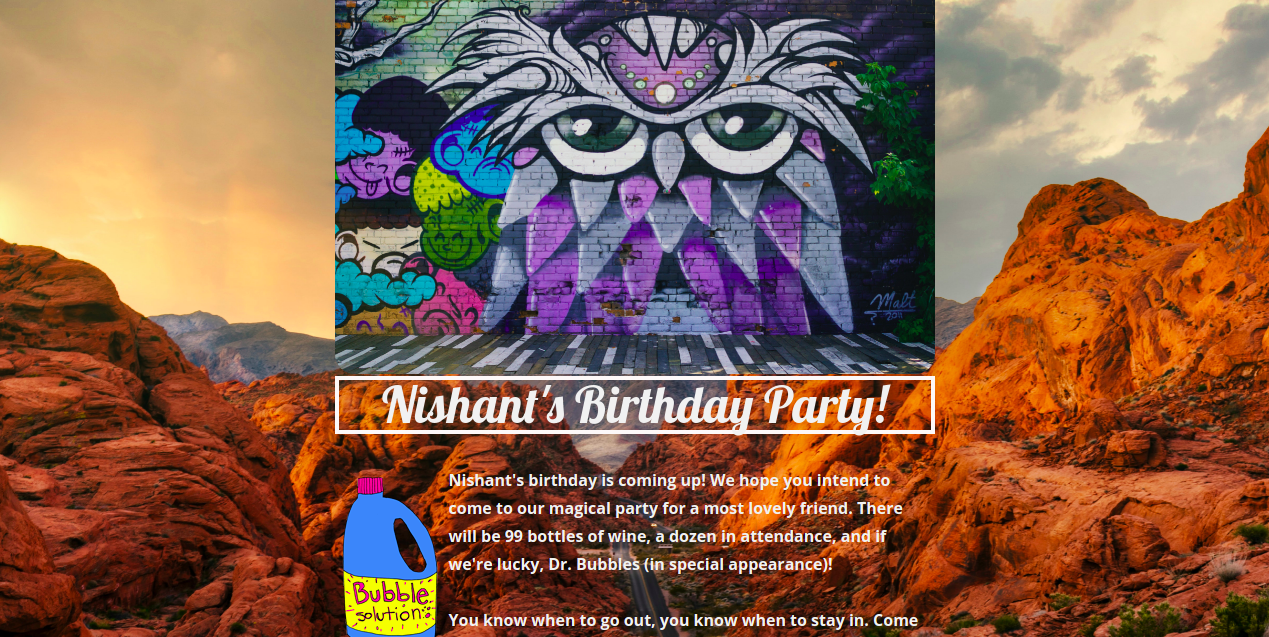 Malt
2011
Nishant's Birthday Party!
Nishant's birthday is coming up! We hope you intend to
come to our magical party for a most lovely friend. There
will be 99 bottles of wine, a dozen in attendance, and if
we're lucky, Dr. Bubbles (in special appearance)!
Bubble
solution
You know when to go out, you know when to stay in. Come